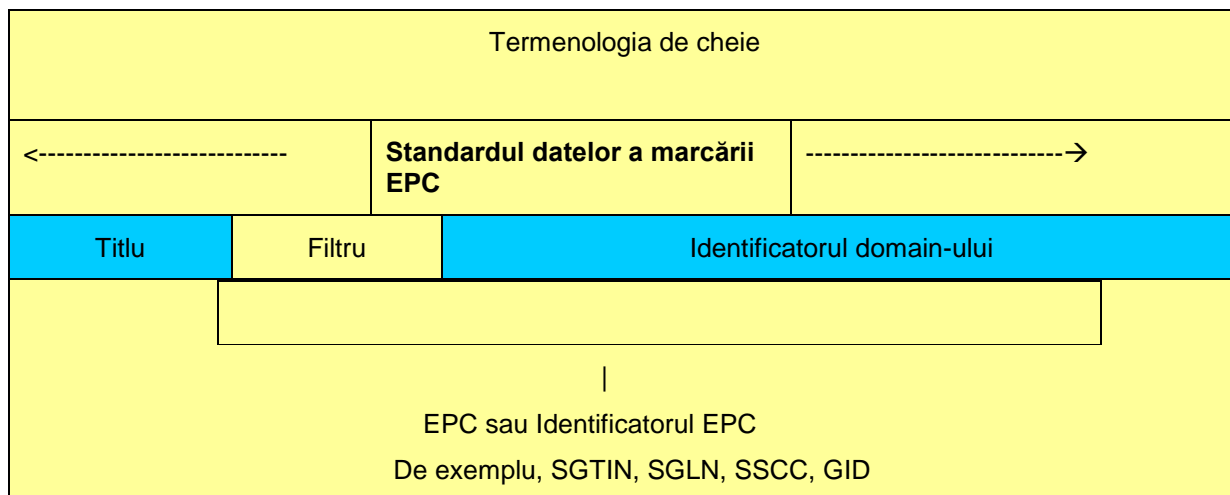 Termenologia de cheie
<--------------------------- Standardul datelor a marcării ----------------------------→
EPC
Titlu Filtru Identificatorul domain-ului
|
EPC sau Identificatorul EPC
De exemplu, SGTIN, SGLN, SSCC, GID